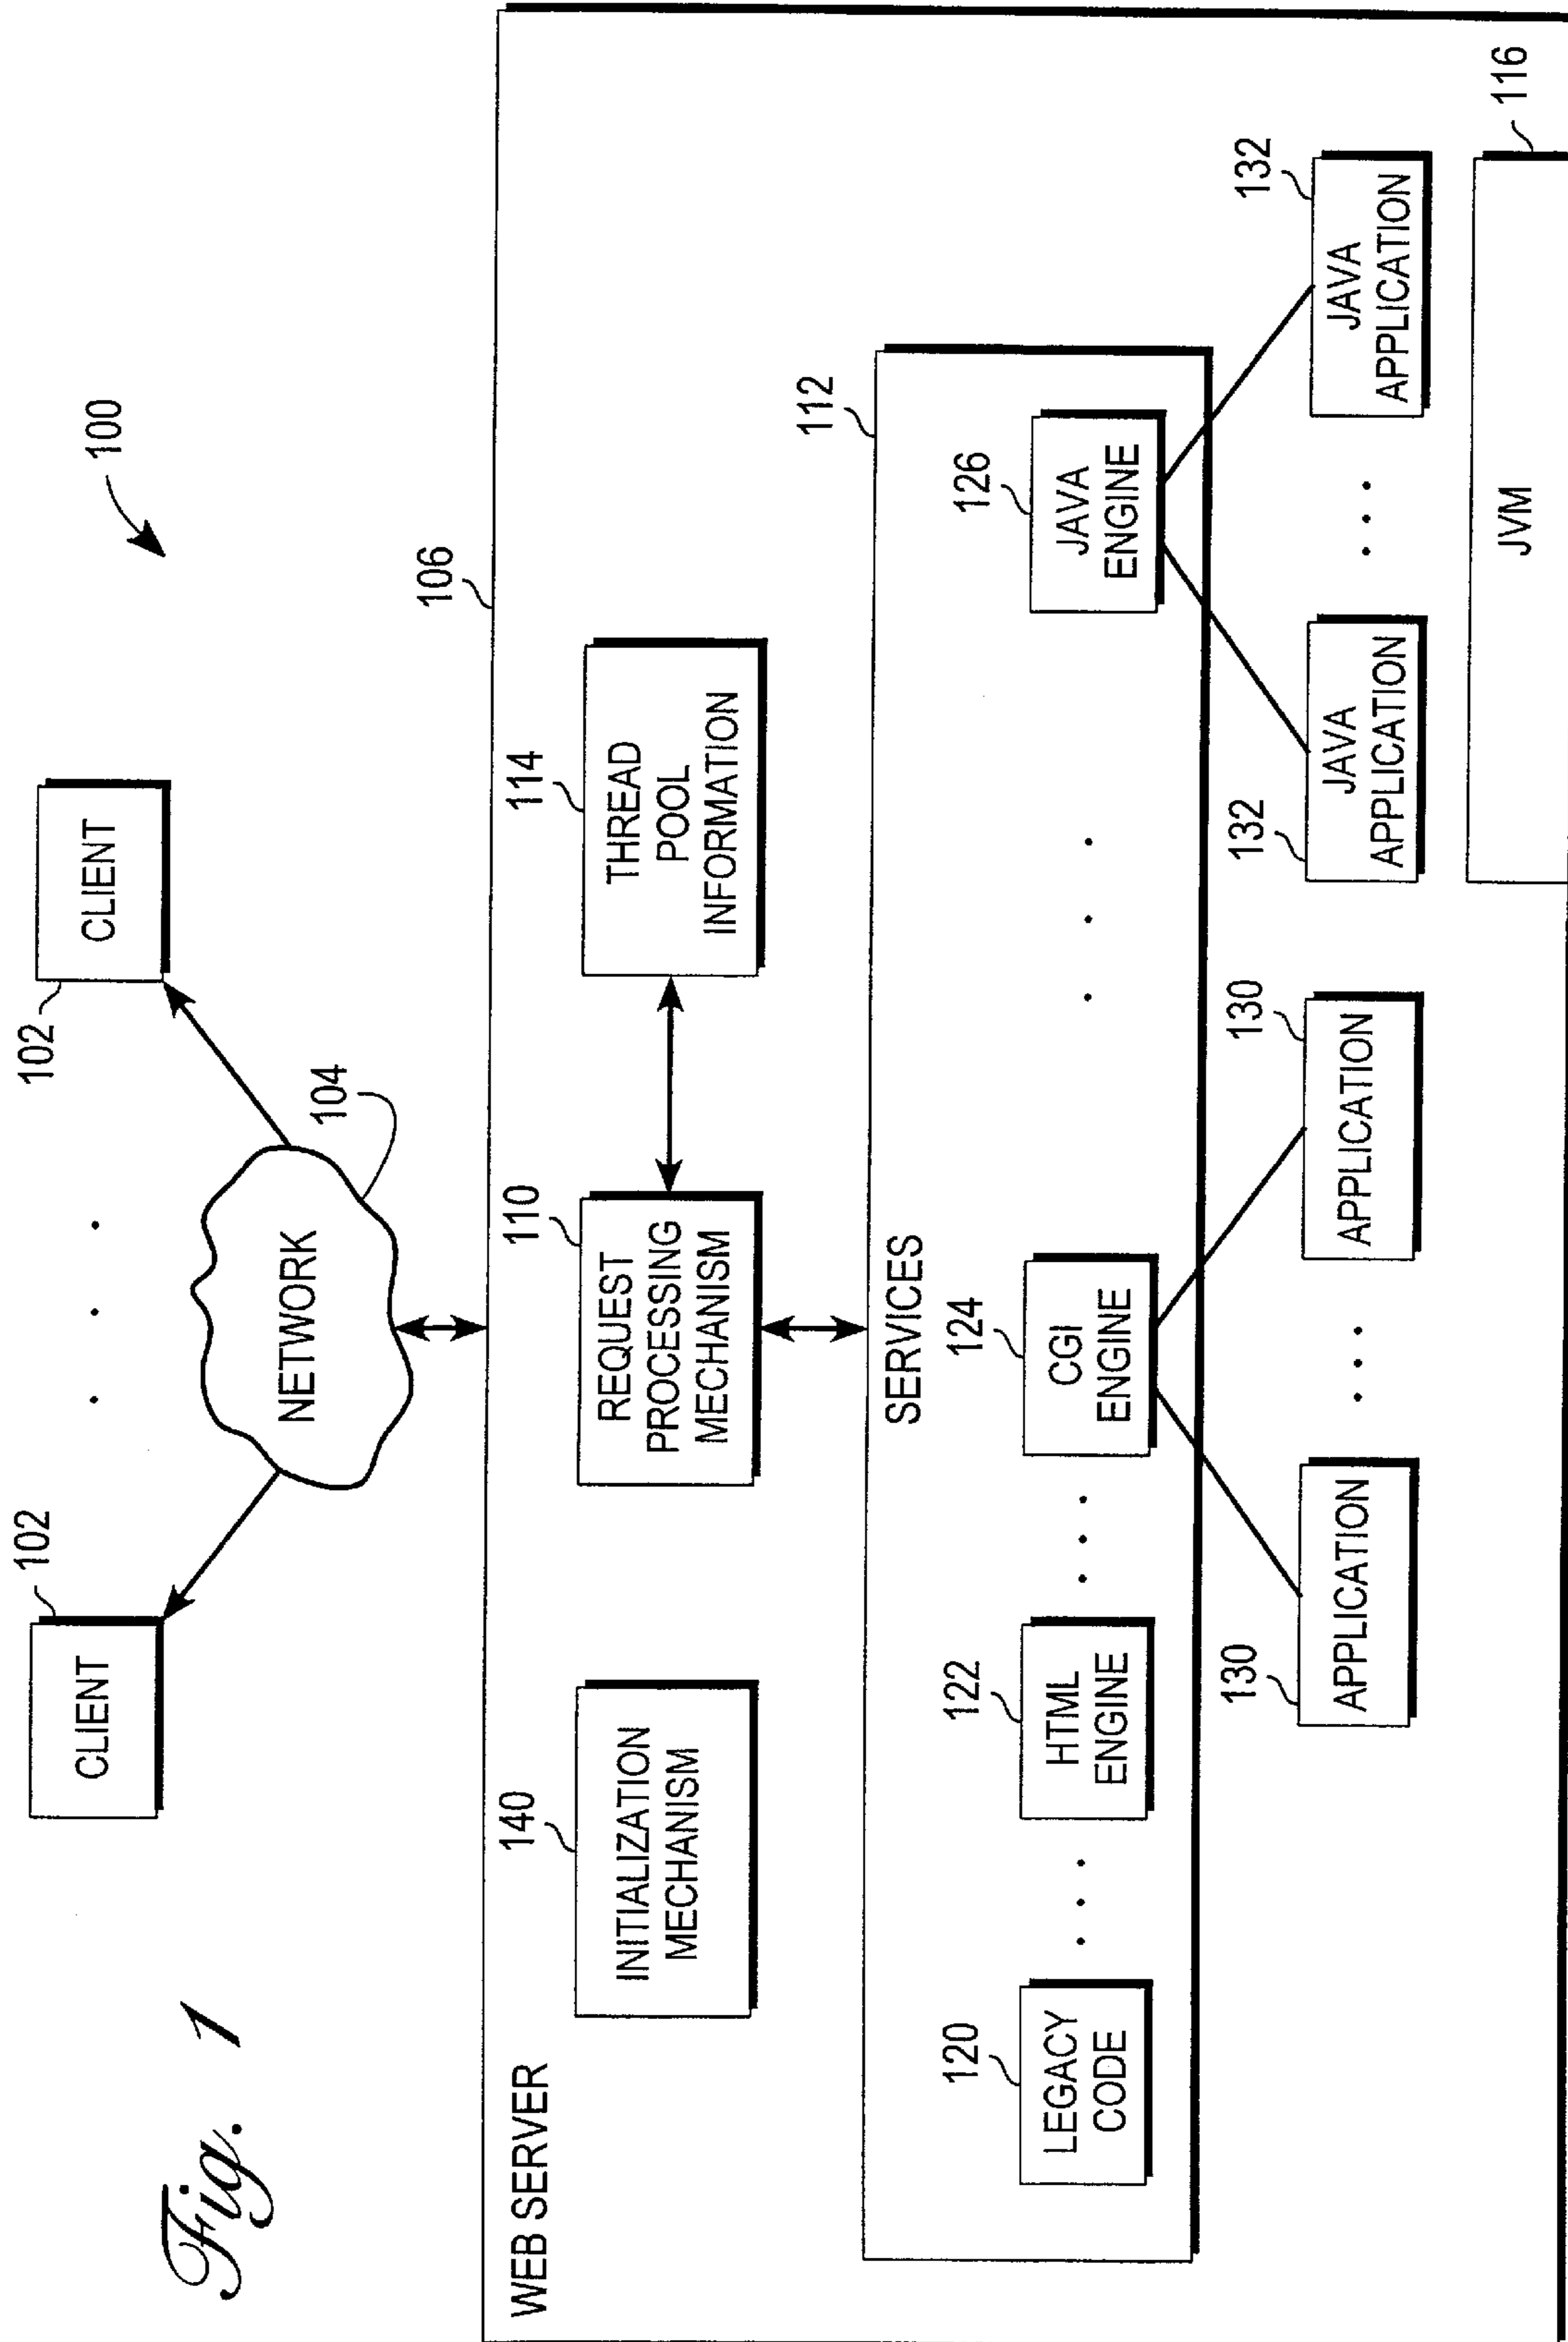 Fig. 1
100
102
CLIENT
. . .
102
CLIENT
NETWORK
104
106
WEB SERVER
140
INITIALIZATION
MECHANISM
110
REQUEST
PROCESSING
MECHANISM
114
THREAD
POOL
INFORMATION
112
SERVICES
120
LEGACY
CODE
. . .
122
HTML
ENGINE
. . .
124
CGI
ENGINE
. . .
126
JAVA
ENGINE
130
APPLICATION
. . .
130
APPLICATION
132
JAVA
APPLICATION
. . .
132
JAVA
APPLICATION
JVM
116